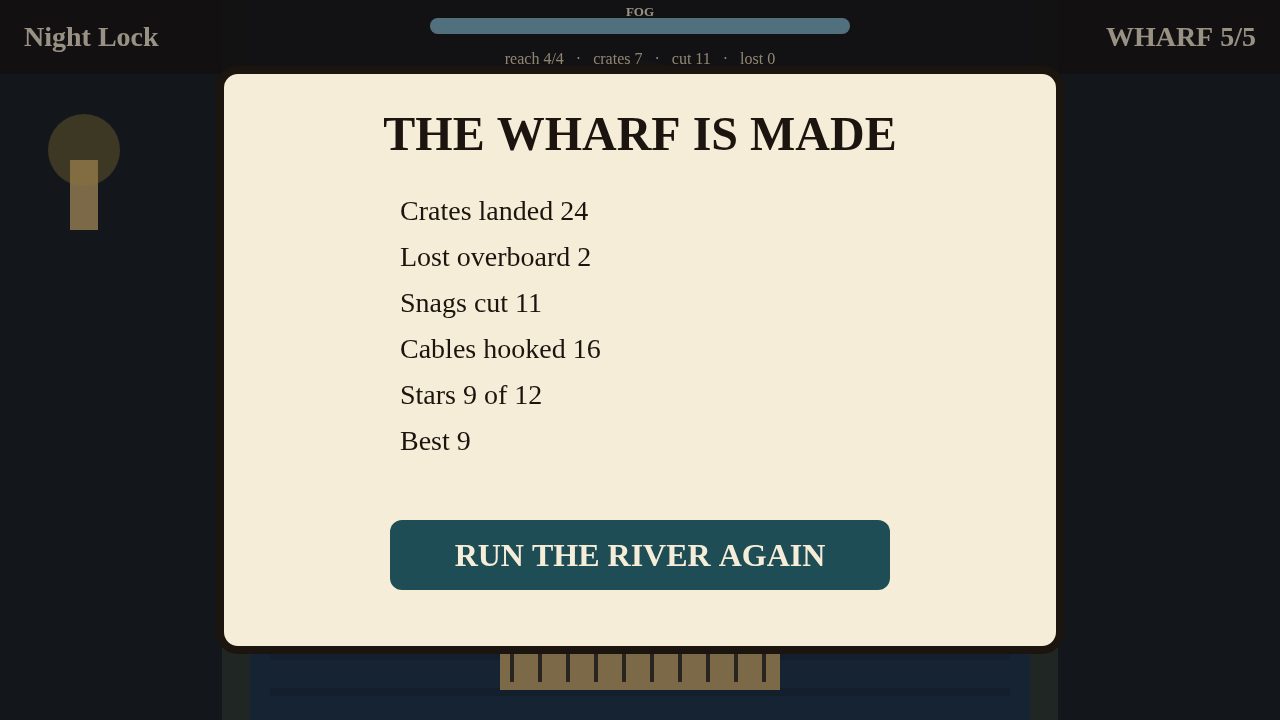 Night Lock
FOG
WHARF 5/5
reach 4/4 · crates 7 · cut 11 · lost 0
THE WHARF IS MADE
Crates landed 24
Lost overboard 2
Snags cut 11
Cables hooked 16
Stars 9 of 12
Best 9
RUN THE RIVER AGAIN